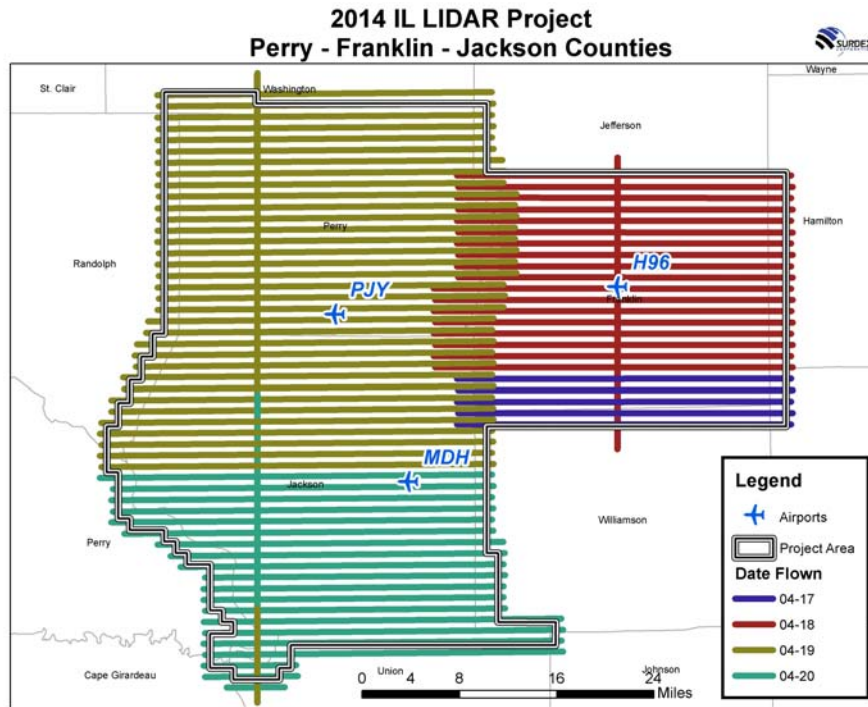 2014 IL LIDAR Project
Perry - Franklin - Jackson Counties
SURDEX
CORPORATION
St. Clair
Washington
Wayne
Jefferson
Perry
Hamilton
Randolph
H96
PJY
Franklin
MDH
Jackson
Perry
Williamson
Cape Girardeau
Union
Johnson
0 4 8 16 24
Miles
Legend
Airports
Project Area
Date Flown
04-17
04-18
04-19
04-20